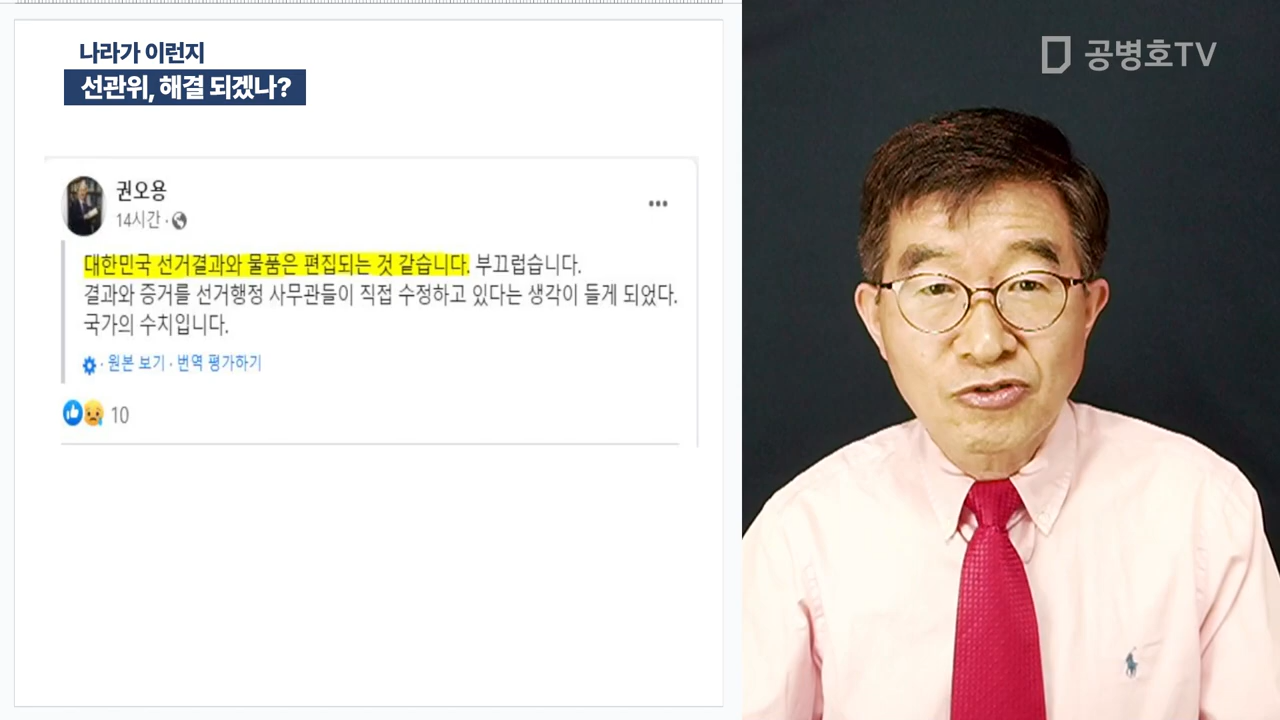 나라가 이런지
선관위, 해결 되겠나?
공병호TV
권오용
14시간 ·
대한민국 선거결과와 물품은 편집되는 것 같습니다. 부끄럽습니다.
결과와 증거를 선거행정 사무관들이 직접 수정하고 있다는 생각이 들게 되었다.
국가의 수치입니다.
· 원본 보기 · 번역 평가하기
10